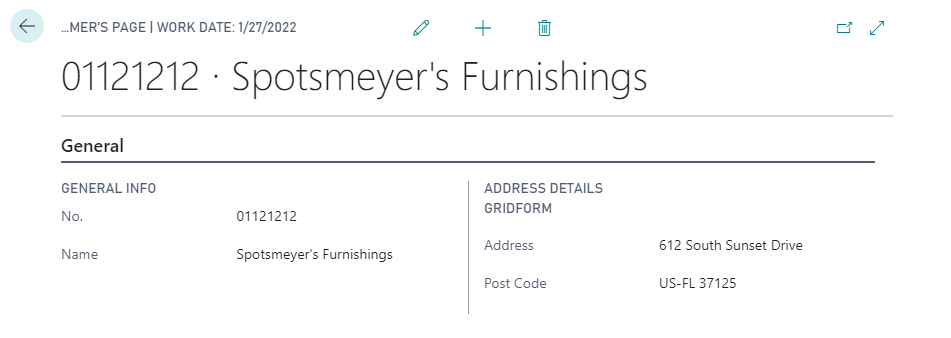 …MER'S PAGE | WORK DATE: 1/27/2022
01121212 · Spotsmeyer's Furnishings
General
GENERAL INFO
No. 01121212
Name Spotsmeyer's Furnishings
ADDRESS DETAILS
GRIDFORM
Address 612 South Sunset Drive
Post Code US-FL 37125